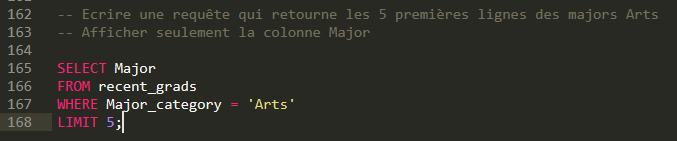 162 -- Ecrire une requête qui retourne les 5 premières lignes des majors Arts
163 -- Afficher seulement la colonne Major
164
165 SELECT Major
166 FROM recent_grads
167 WHERE Major_category = 'Arts'
168 LIMIT 5;